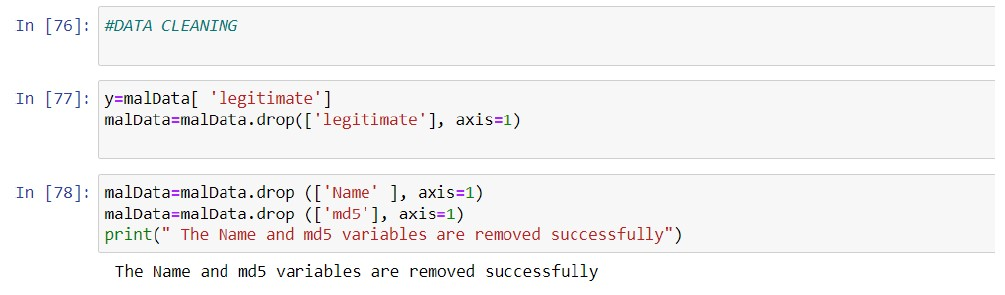 In [76]: #DATA CLEANING
In [77]: y=malData[ 'legitimate']
malData=malData.drop(['legitimate'], axis=1)
In [78]: malData=malData.drop (['Name' ], axis=1)
malData=malData.drop (['md5'], axis=1)
print(" The Name and md5 variables are removed successfully")
The Name and md5 variables are removed successfully